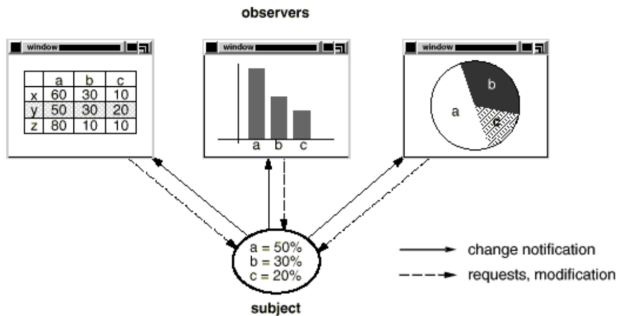 observers
window
window
window
a b c
x 60 30 10
y 50 30 20
z 80 10 10
a b c
a
b
c
a = 50%
b = 30%
c = 20%
subject
change notification
requests, modification